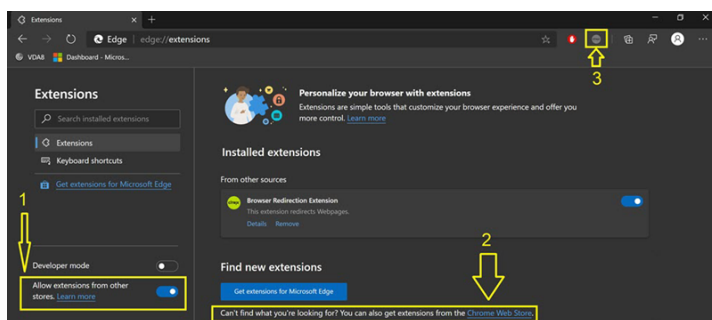 Extensions
Edge
edge://extensions
VDA8
Dashboard - Micros...
3
Extensions
Search installed extensions
Extensions
Keyboard shortcuts
Get extensions for Microsoft Edge
1
Developer mode
Allow extensions from other
stores. Learn more
Personalize your browser with extensions
Extensions are simple tools that customize your browser experience and offer you
more control. Learn more
Installed extensions
From other sources
Browser Redirection Extension
This extension redirects Webpages.
Details Remove
2
Find new extensions
Get extensions for Microsoft Edge
Can't find what you're looking for? You can also get extensions from the Chrome Web Store.